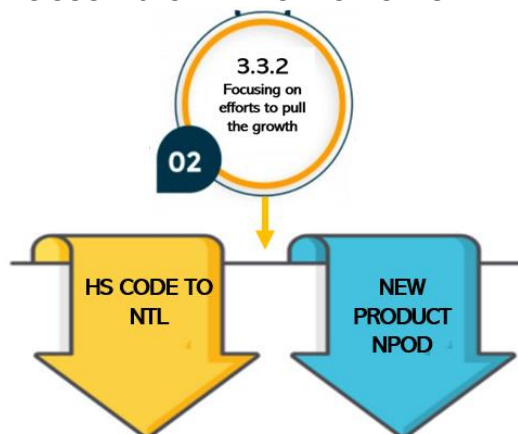 3.3.2
Focusing on
efforts to pull
the growth
02
HS CODE TO
NTL
NEW
PRODUCT
NPOD